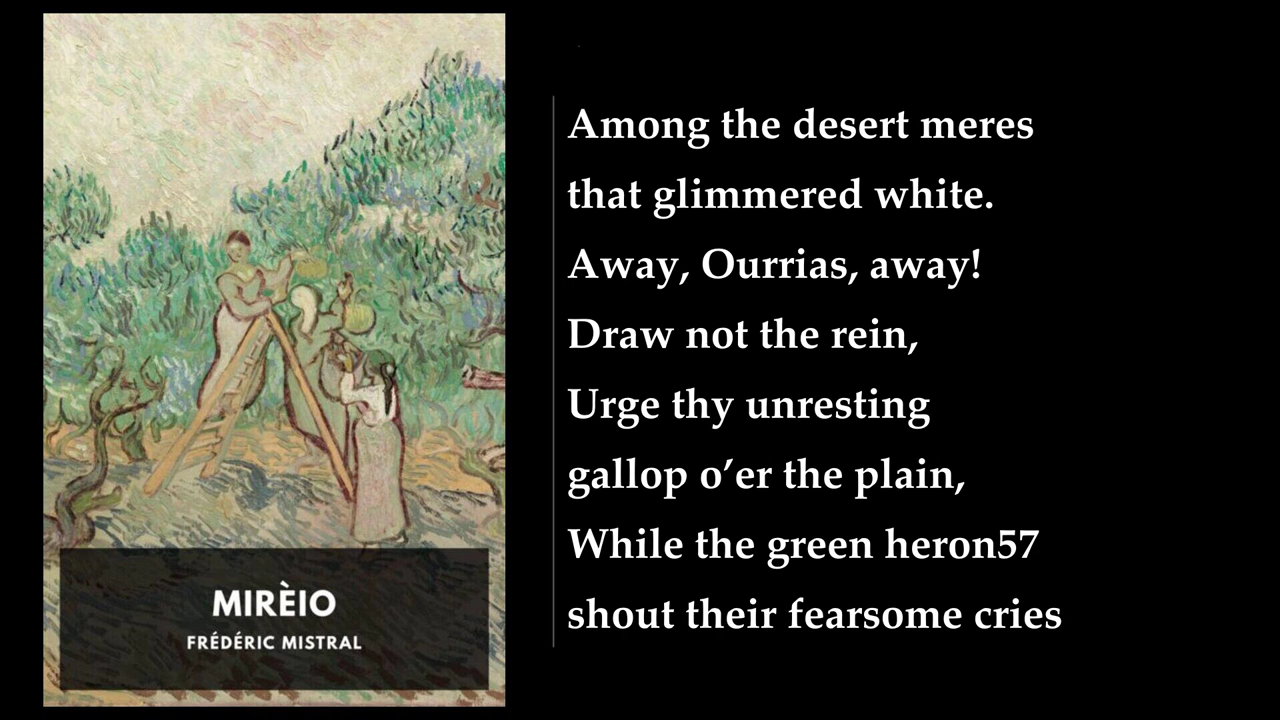 MIRÈIO
FRÉDÉRIC MISTRAL
Among the desert meres
that glimmered white.
Away, Ourrias, away!
Draw not the rein,
Urge thy unresting
gallop o’er the plain,
While the green heron57
shout their fearsome cries